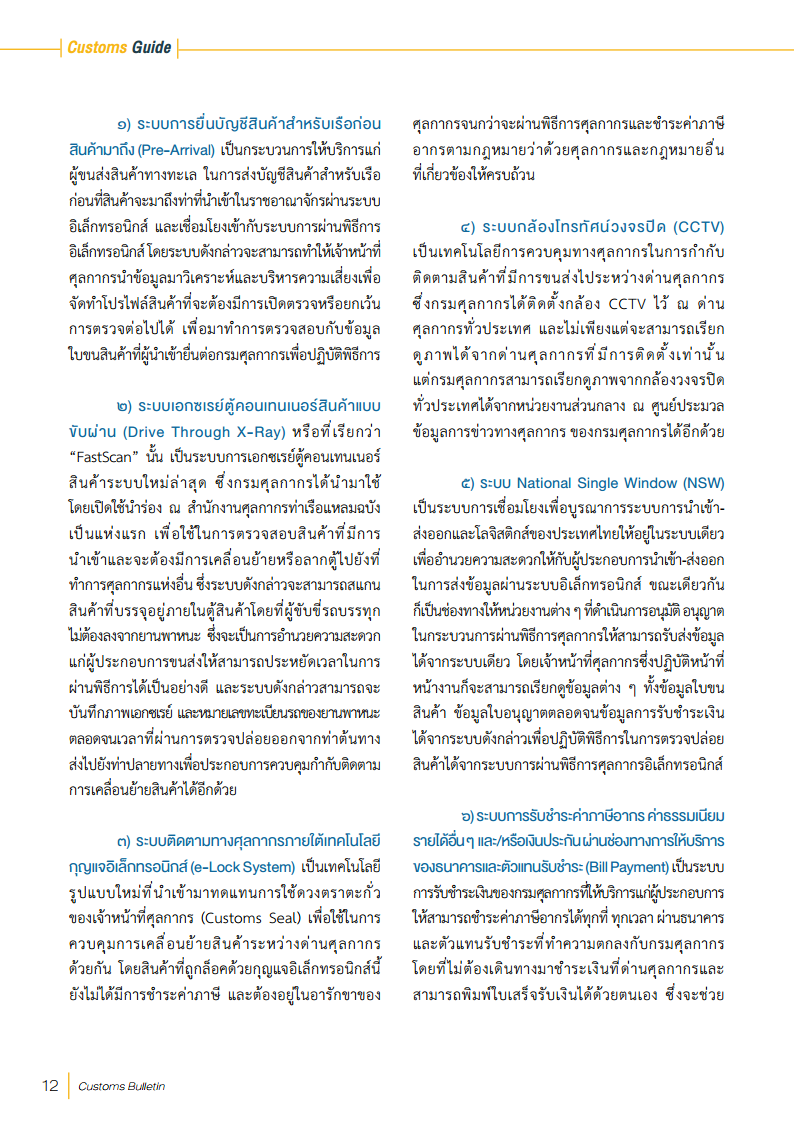 Customs Guide
๑) ระบบการยื่นบัญชีสินค้าสำหรับเรือก่อน
สินค้ามาถึง (Pre-Arrival) เป็นกระบวนการให้บริการแก่
ผู้ขนส่งสินค้าทางทะเล ในการส่งบัญชีสินค้าสำหรับเรือ
ก่อนที่สินค้าจะมาถึงท่าที่นำเข้าในราชอาณาจักรผ่านระบบ
อิเล็กทรอนิกส์ และเชื่อมโยงเข้ากับระบบการผ่านพิธีการ
อิเล็กทรอนิกส์ โดยระบบดังกล่าวจะสามารถทำให้เจ้าหน้าที่
ศุลกากรนำข้อมูลมาวิเคราะห์และบริหารความเสี่ยงเพื่อ
จัดทำโปรไฟล์สินค้าที่จะต้องมีการเปิดตรวจหรือยกเว้น
การตรวจต่อไปได้ เพื่อมาทำการตรวจสอบกับข้อมูล
ใบขนสินค้าที่ผู้นำเข้ายื่นต่อกรมศุลกากรเพื่อปฏิบัติพิธีการ
๒) ระบบเอกซเรย์ตู้คอนเทนเนอร์สินค้าแบบ
ขับผ่าน (Drive Through X-Ray) หรือที่เรียกว่า
“FastScan” นั้น เป็นระบบการเอกซเรย์ตู้คอนเทนเนอร์
สินค้าระบบใหม่ล่าสุด ซึ่งกรมศุลกากรได้นำมาใช้
โดยเปิดใช้นำร่อง ณ สำนักงานศุลกากรท่าเรือแหลมฉบัง
เป็นแห่งแรก เพื่อใช้ในการตรวจสอบสินค้าที่มีการ
นำเข้าและจะต้องมีการเคลื่อนย้ายหรือลากตู้ไปยังที่
ทำการศุลกากรแห่งอื่น ซึ่งระบบดังกล่าวจะสามารถสแกน
สินค้าที่บรรจุอยู่ภายในตู้สินค้าโดยที่ผู้ขับขี่รถบรรทุก
ไม่ต้องลงจากยานพาหนะ ซึ่งจะเป็นการอำนวยความสะดวก
แก่ผู้ประกอบการขนส่งให้สามารถประหยัดเวลาในการ
ผ่านพิธีการได้เป็นอย่างดี และระบบดังกล่าวสามารถจะ
บันทึกภาพเอกซเรย์ และหมายเลขทะเบียนรถของยานพาหนะ
ตลอดจนเวลาที่ผ่านการตรวจปล่อยออกจากท่าต้นทาง
ส่งไปยังท่าปลายทางเพื่อประกอบการควบคุมกำกับติดตาม
การเคลื่อนย้ายสินค้าได้อีกด้วย
๓) ระบบติดตามทางศุลกากรภายใต้เทคโนโลยี
กุญแจอิเล็กทรอนิกส์ (e-Lock System) เป็นเทคโนโลยี
รูปแบบใหม่ที่นำเข้ามาทดแทนการใช้ดวงตราตะกั่ว
ของเจ้าหน้าที่ศุลกากร (Customs Seal) เพื่อใช้ในการ
ควบคุมการเคลื่อนย้ายสินค้าระหว่างด่านศุลกากร
ด้วยกัน โดยสินค้าที่ถูกล็อคด้วยกุญแจอิเล็กทรอนิกส์นี้
ยังไม่ได้มีการชำระค่าภาษี และต้องอยู่ในอารักขาของ
ศุลกากรจนกว่าจะผ่านพิธีการศุลกากรและชำระค่าภาษี
อากรตามกฎหมายว่าด้วยศุลกากรและกฎหมายอื่น
ที่เกี่ยวข้องให้ครบถ้วน
๔) ระบบกล้องโทรทัศน์วงจรปิด (CCTV)
เป็นเทคโนโลยีการควบคุมทางศุลกากรในการกำกับ
ติดตามสินค้าที่มีการขนส่งไประหว่างด่านศุลกากร
ซึ่งกรมศุลกากรได้ติดตั้งกล้อง CCTV ไว้ ณ ด่าน
ศุลกากรทั่วประเทศ และไม่เพียงแต่จะสามารถเรียก
ดูภาพได้จากด่านศุลกากรที่มีการติดตั้งเท่านั้น
แต่กรมศุลกากรสามารถเรียกดูภาพจากกล้องวงจรปิด
ทั่วประเทศได้จากหน่วยงานส่วนกลาง ณ ศูนย์ประมวล
ข้อมูลการข่าวทางศุลกากร ของกรมศุลกากรได้อีกด้วย
๕) ระบบ National Single Window (NSW)
เป็นระบบการเชื่อมโยงเพื่อบูรณาการระบบการนำเข้า-
ส่งออกและโลจิสติกส์ของประเทศไทยให้อยู่ในระบบเดียว
เพื่ออำนวยความสะดวกให้กับผู้ประกอบการนำเข้า-ส่งออก
ในการส่งข้อมูลผ่านระบบอิเล็กทรอนิกส์ ขณะเดียวกัน
ก็เป็นช่องทางให้หน่วยงานต่าง ๆ ที่ดำเนินการอนุมัติ อนุญาต
ในกระบวนการผ่านพิธีการศุลกากรให้สามารถรับส่งข้อมูล
ได้จากระบบเดียว โดยเจ้าหน้าที่ศุลกากรซึ่งปฏิบัติหน้าที่
หน้างานก็จะสามารถเรียกดูข้อมูลต่าง ๆ ทั้งข้อมูลใบขน
สินค้า ข้อมูลใบอนุญาตตลอดจนข้อมูลการรับชำระเงิน
ได้จากระบบดังกล่าวเพื่อปฏิบัติพิธีการในการตรวจปล่อย
สินค้าได้จากระบบการผ่านพิธีการศุลกากรอิเล็กทรอนิกส์
๖) ระบบการรับชำระค่าภาษีอากร ค่าธรรมเนียม
รายได้อื่นๆ และ/หรือเงินประกัน ผ่านช่องทางการให้บริการ
ของธนาคารและตัวแทนรับชำระ (Bill Payment) เป็นระบบ
การรับชำระเงินของกรมศุลกากรที่ให้บริการแก่ผู้ประกอบการ
ให้สามารถชำระค่าภาษีอากรได้ทุกที่ ทุกเวลา ผ่านธนาคาร
และตัวแทนรับชำระที่ทำความตกลงกับกรมศุลกากร
โดยที่ไม่ต้องเดินทางมาชำระเงินที่ด่านศุลกากรและ
สามารถพิมพ์ใบเสร็จรับเงินได้ด้วยตนเอง ซึ่งจะช่วย
12 Customs Bulletin